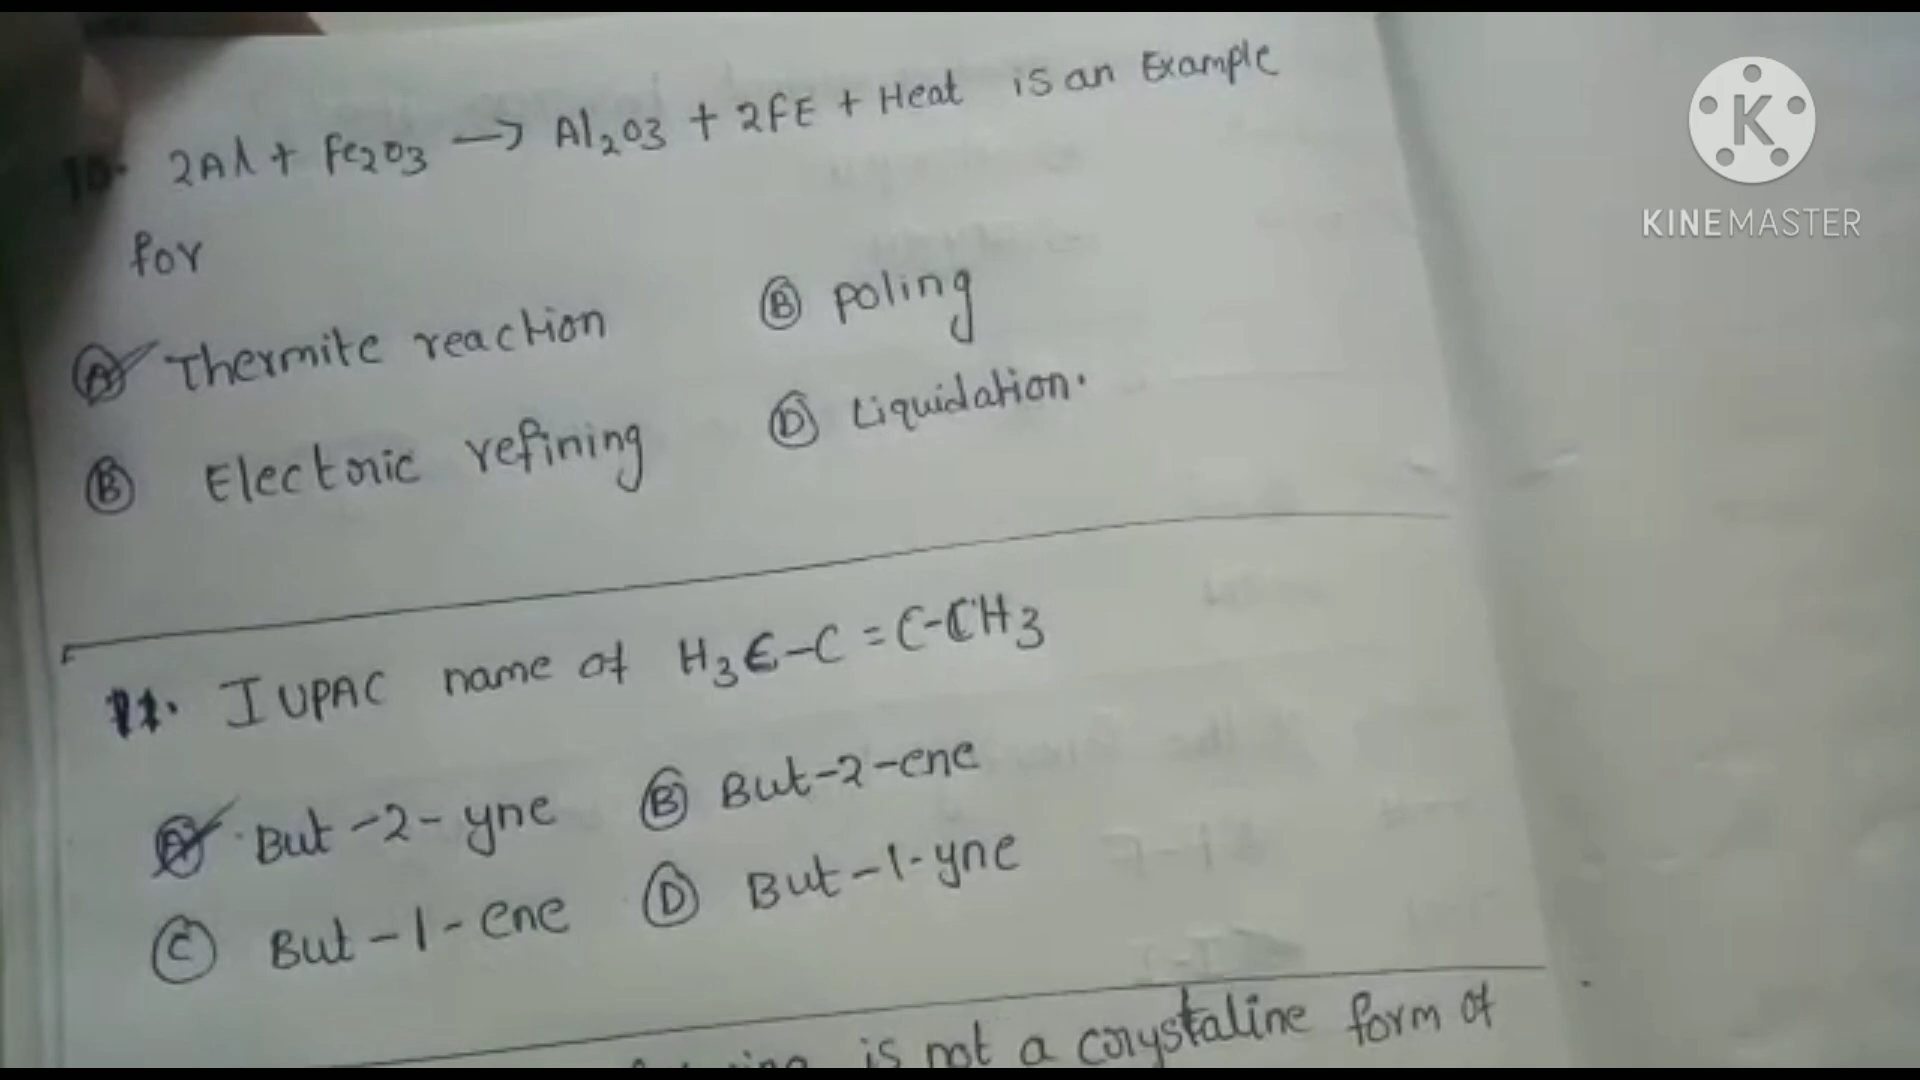 10. 2Al + Fe2O3 → Al2O3 + 2FE + Heat is an Example
for
A Thermite reaction
B poling
B Electoric refining
D Liquidation.
11. IUPAC name of H3C-C=C-CH3
A But-2-yne
B But-2-ene
C But-1-ene
D But-1-yne
is not a corystaline form of
K
KINEMASTER